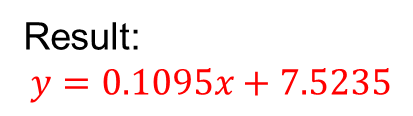 Result:
y = 0.1095x + 7.5235